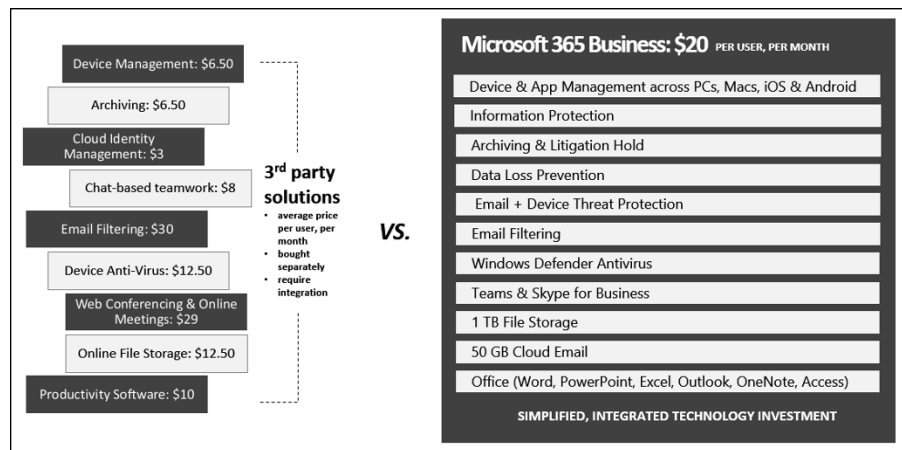 Device Management: $6.50
Archiving: $6.50
Cloud Identity
Management: $3
Chat-based teamwork: $8
Email Filtering: $30
Device Anti-Virus: $12.50
Web Conferencing & Online
Meetings: $29
Online File Storage: $12.50
Productivity Software: $10
3rd party
solutions
• average price
per user, per
month
• bought
separately
• require
integration
VS.
Microsoft 365 Business: $20 PER USER, PER MONTH
Device & App Management across PCs, Macs, iOS & Android
Information Protection
Archiving & Litigation Hold
Data Loss Prevention
Email + Device Threat Protection
Email Filtering
Windows Defender Antivirus
Teams & Skype for Business
1 TB File Storage
50 GB Cloud Email
Office (Word, PowerPoint, Excel, Outlook, OneNote, Access)
SIMPLIFIED, INTEGRATED TECHNOLOGY INVESTMENT